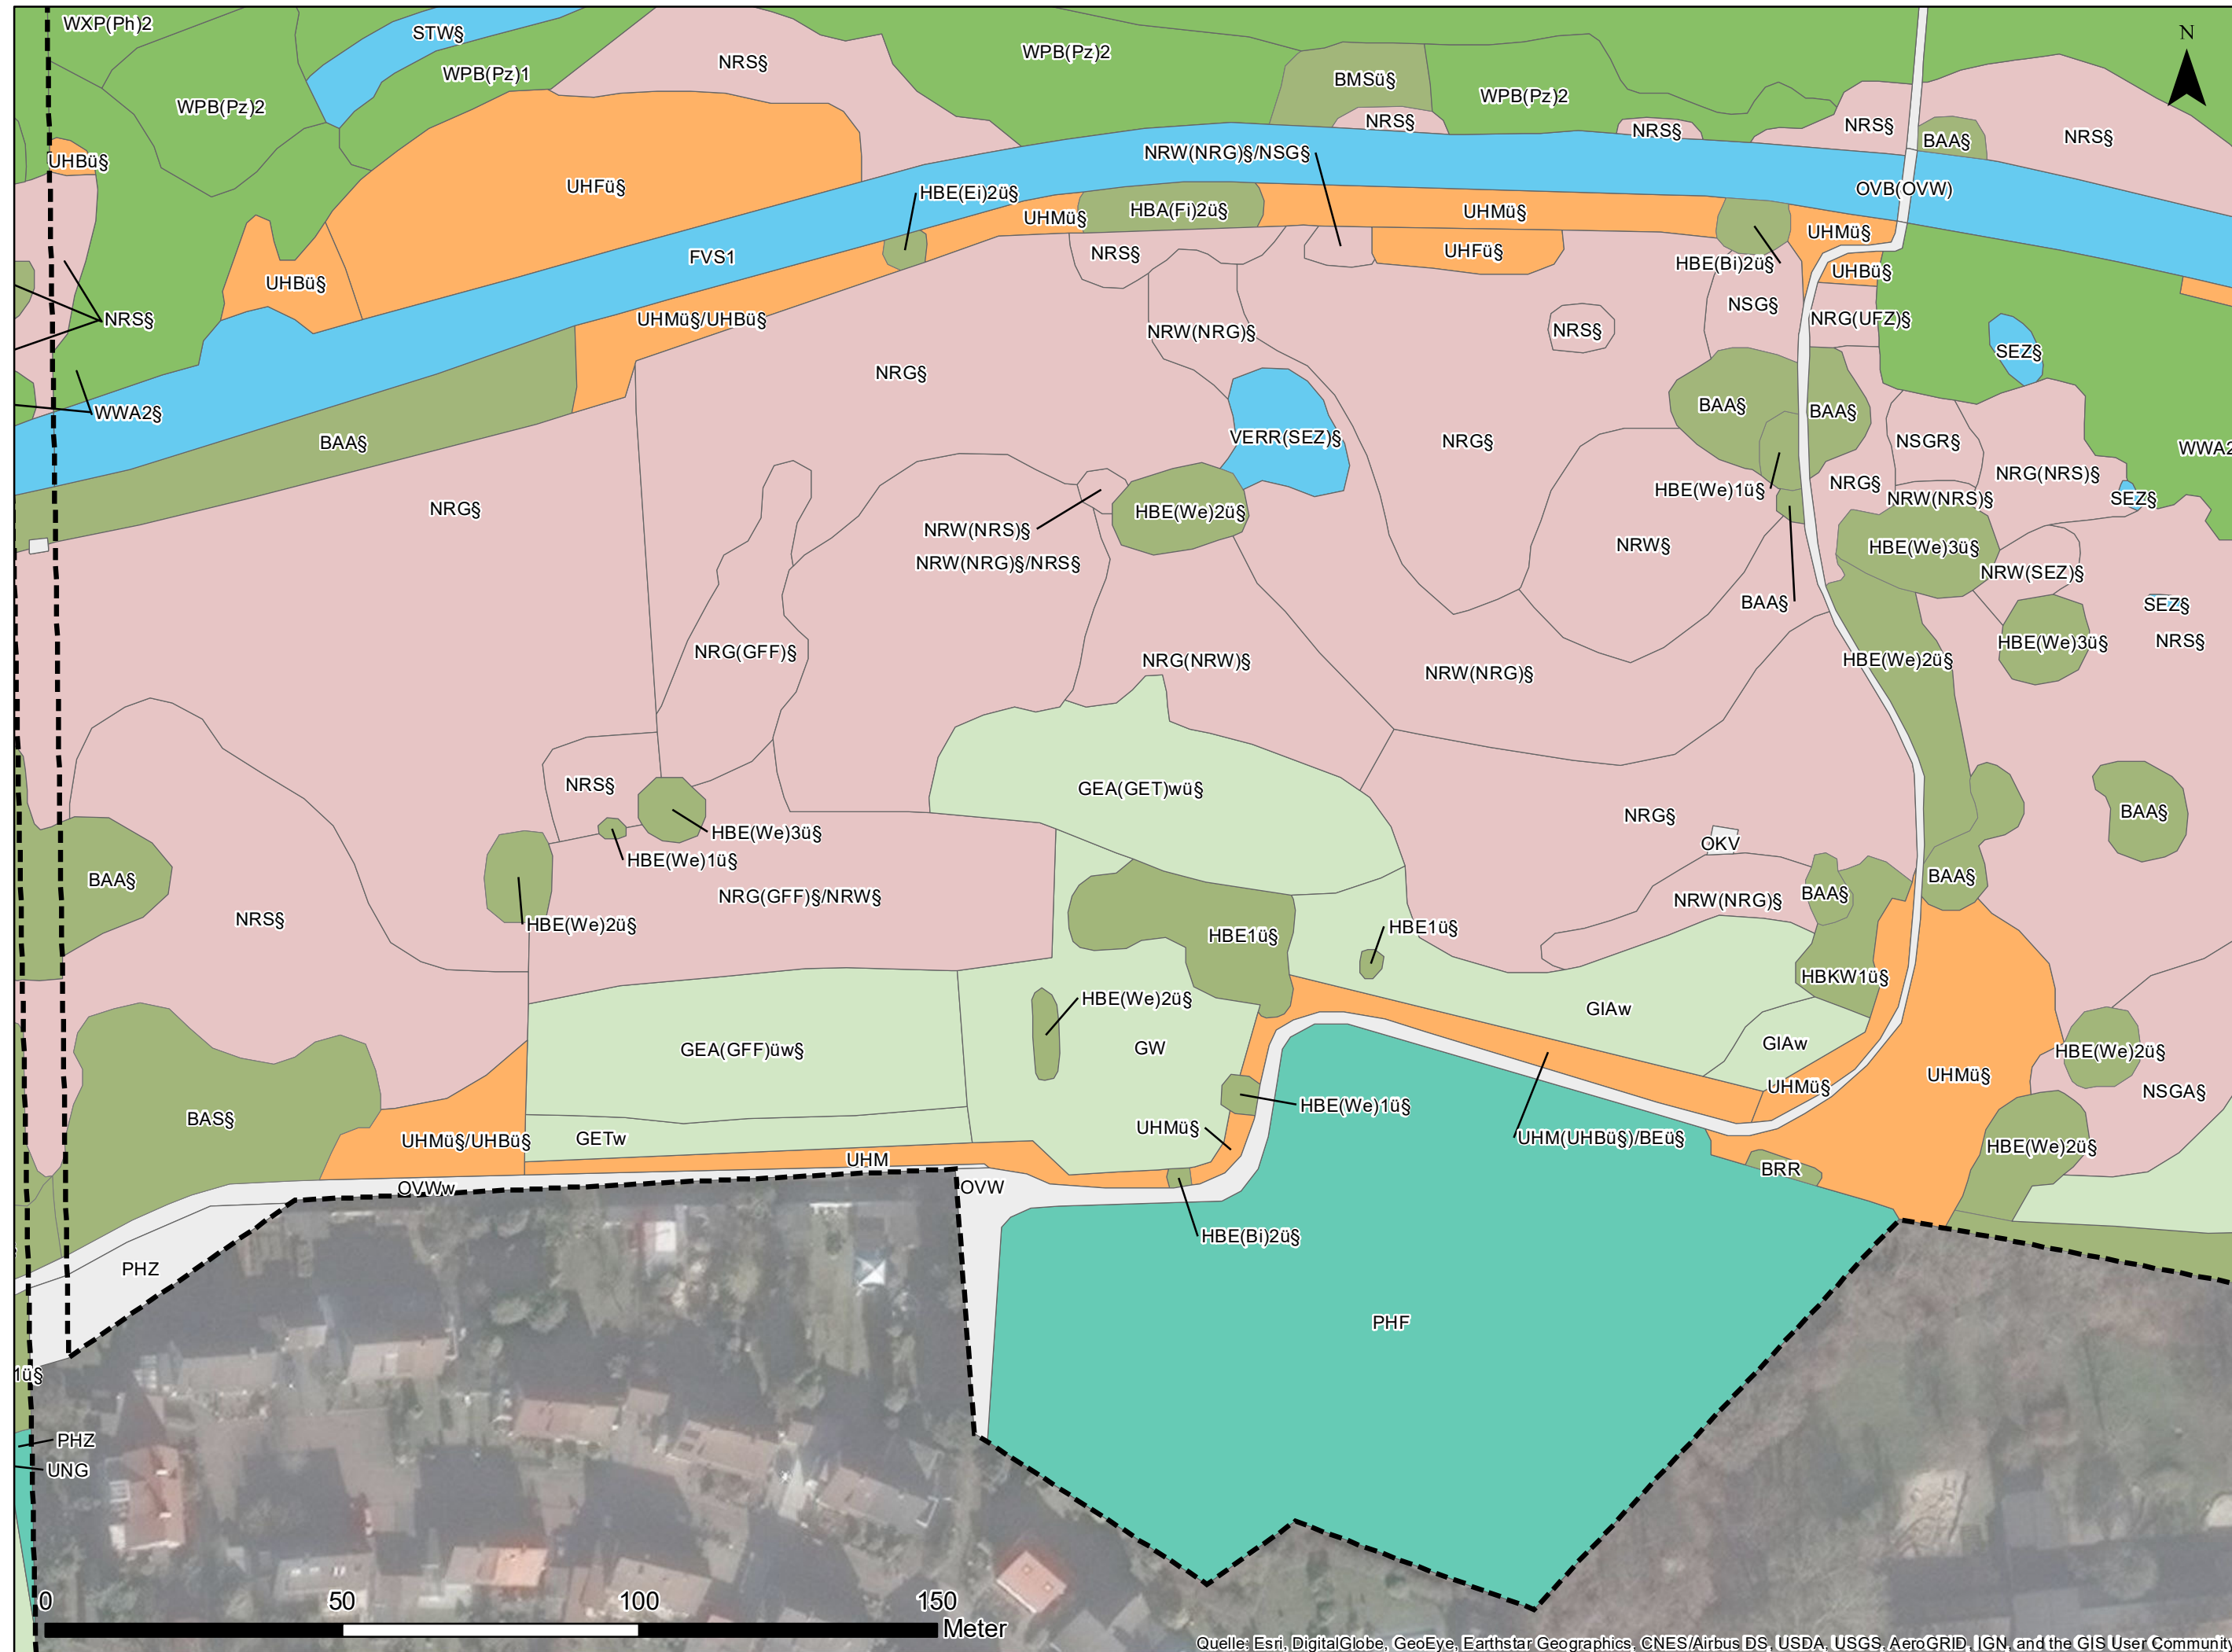 WXP(Ph)2
STW§
WPB(Pz)1
NRS§
WPB(Pz)2
BMSü§
WPB(Pz)2
N
WPB(Pz)2
NRS§
NRS§
NRS§
BAA§
NRS§
UHBü§
UHFü§
NRW(NRG)§/NSG§
HBE(Ei)2ü§
OVB(OVW)
UHMü§
HBA(Fi)2ü§
UHMü§
UHMü§
NRS§
UHFü§
FVS1
HBE(Bi)2ü§
UHBü§
UHBü§
NSG§
NRS§
UHMü§/UHBü§
NRG(UFZ)§
NRW(NRG)§
NRS§
SEZ§
NRG§
WWA2§
BAA§
BAA§
BAA§
VERR(SEZ)§
NRG§
NSGR§
WWA2
NRG(NRS)§
NRG§
HBE(We)1ü§
NRG§
NRW(NRS)§
SEZ§
HBE(We)2ü§
NRW(NRS)§
NRW§
HBE(We)3ü§
NRW(NRG)§/NRS§
NRW(SEZ)§
BAA§
SEZ§
NRG(GFF)§
NRG(NRW)§
NRW(NRG)§
HBE(We)2ü§
HBE(We)3ü§
NRS§
NRS§
GEA(GET)wü§
NRG§
BAA§
HBE(We)3ü§
OKV
HBE(We)1ü§
BAA§
BAA§
NRG(GFF)§/NRW§
NRW(NRG)§
BAA§
NRS§
HBE(We)2ü§
HBE1ü§
HBE1ü§
HBKW1ü§
HBE(We)2ü§
GIAw
GEA(GFF)üw§
GW
GIAw
HBE(We)2ü§
UHMü§
UHMü§
NSGA§
BAS§
HBE(We)1ü§
UHMü§/UHBü§
GETw
UHMü§
UHM(UHBü§)/BEü§
HBE(We)2ü§
UHM
BRR
OVWw
OVW
HBE(Bi)2ü§
PHZ
PHF
1ü§
PHZ
UNG
0 50 100 150
Meter
Quelle: Esri, DigitalGlobe, GeoEye, Earthstar Geographics, CNES/Airbus DS, USDA, USGS, AeroGRID, IGN, and the GIS User Community